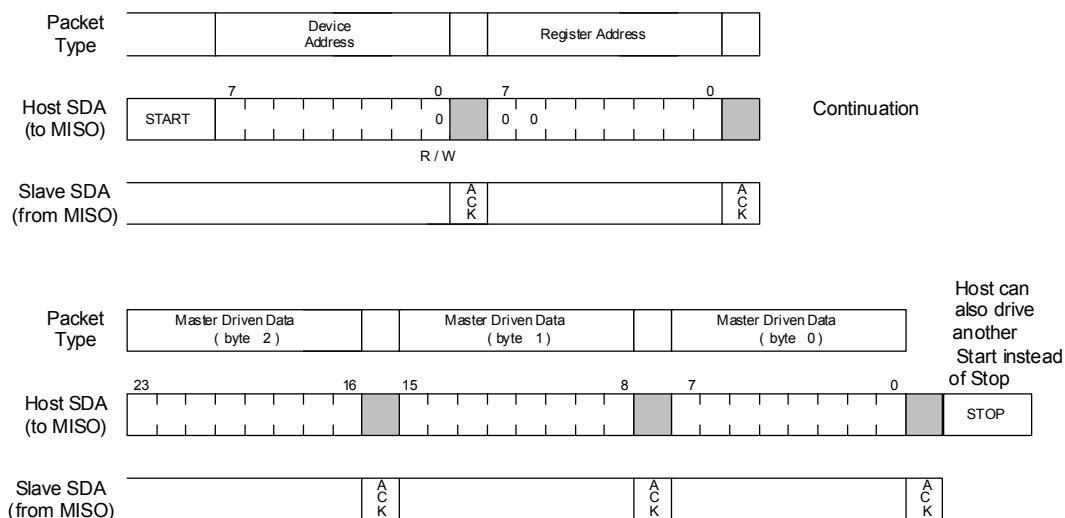 Packet
Type
Device
Address
Register Address
7
0
7
0
Host SDA
(to MISO)
START
0
0
0
Continuation
R / W
Slave SDA
(from MISO)
A
C
K
A
C
K
Host can
also drive
another
Start instead
of Stop
Packet
Type
Master Driven Data
( byte 2 )
Master Driven Data
( byte 1 )
Master Driven Data
( byte 0 )
23
16
15
8
7
0
Host SDA
(to MISO)
STOP
Slave SDA
(from MISO)
A
C
K
A
C
K
A
C
K